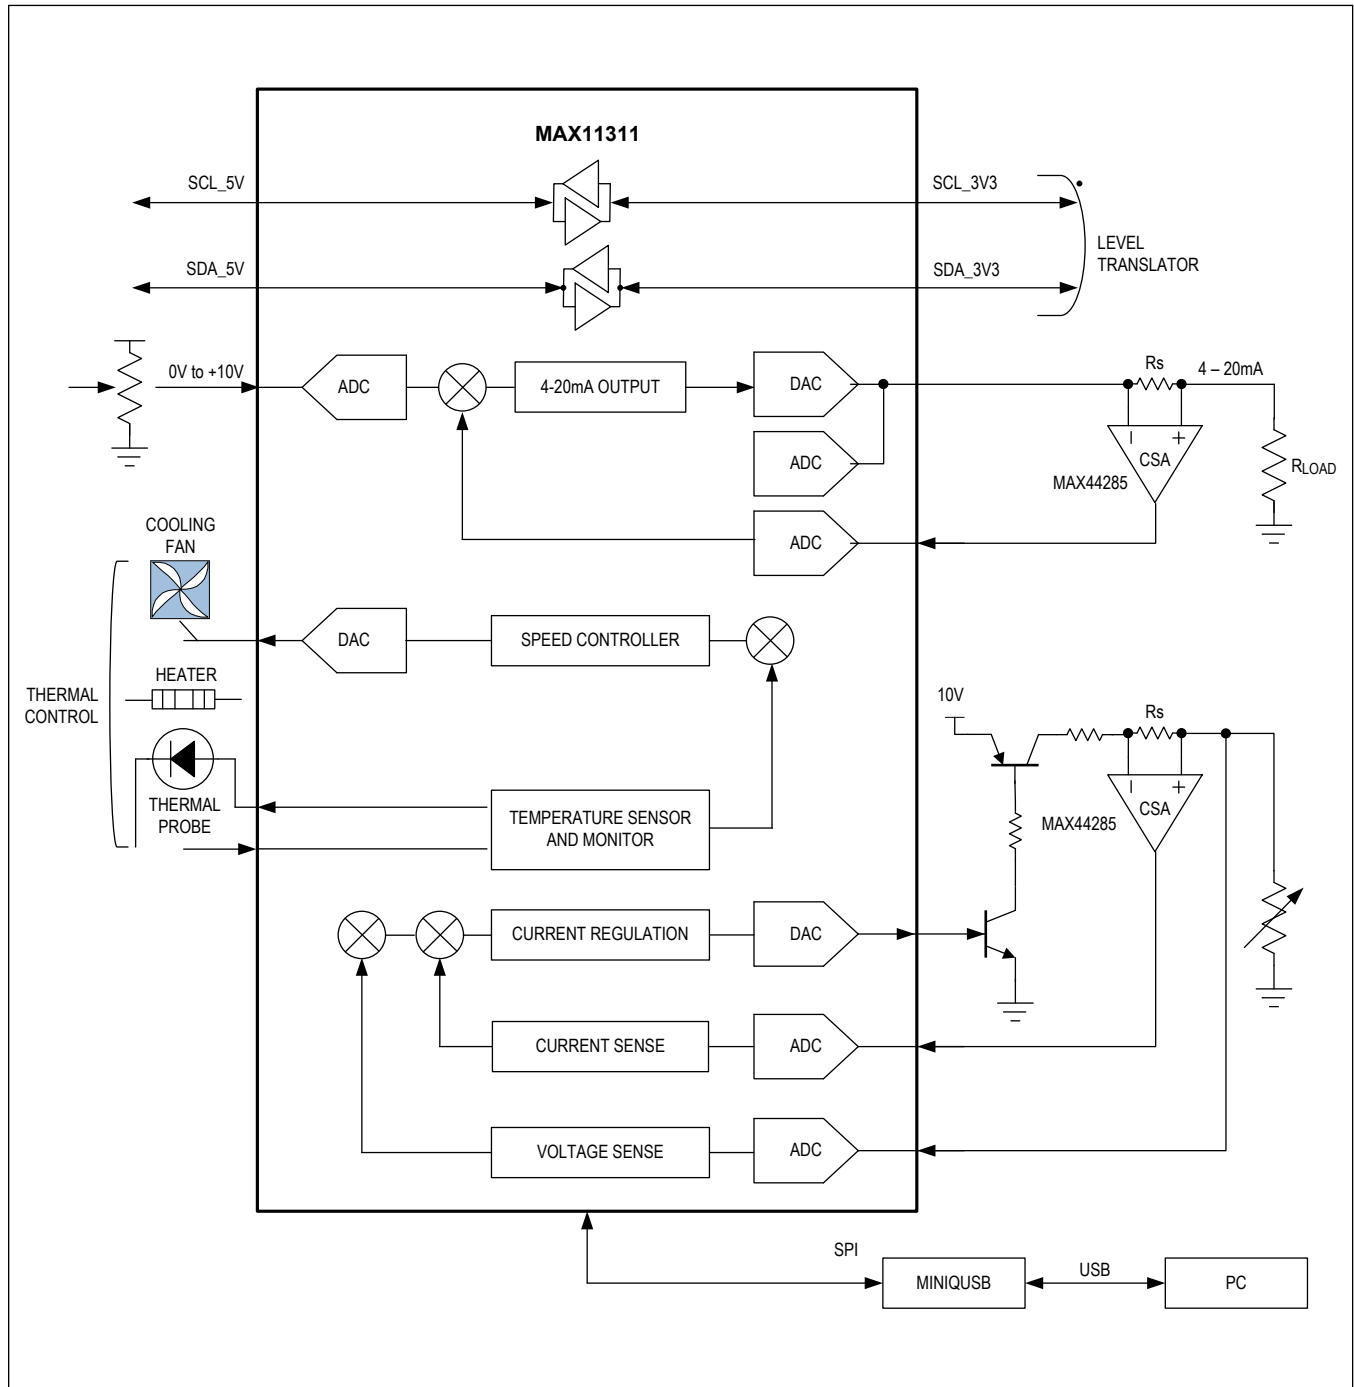 MAX11311
SCL_5V
SCL_3V3
SDA_5V
SDA_3V3
LEVEL
TRANSLATOR
0V to +10V
ADC
4-20mA OUTPUT
DAC
Rs
4 – 20mA
ADC
CSA
MAX44285
RLOAD
ADC
COOLING
FAN
DAC
SPEED CONTROLLER
HEATER
THERMAL
CONTROL
THERMAL
PROBE
TEMPERATURE SENSOR
AND MONITOR
10V
Rs
CSA
MAX44285
CURRENT REGULATION
DAC
CURRENT SENSE
ADC
VOLTAGE SENSE
ADC
SPI
MINIQUSB
USB
PC